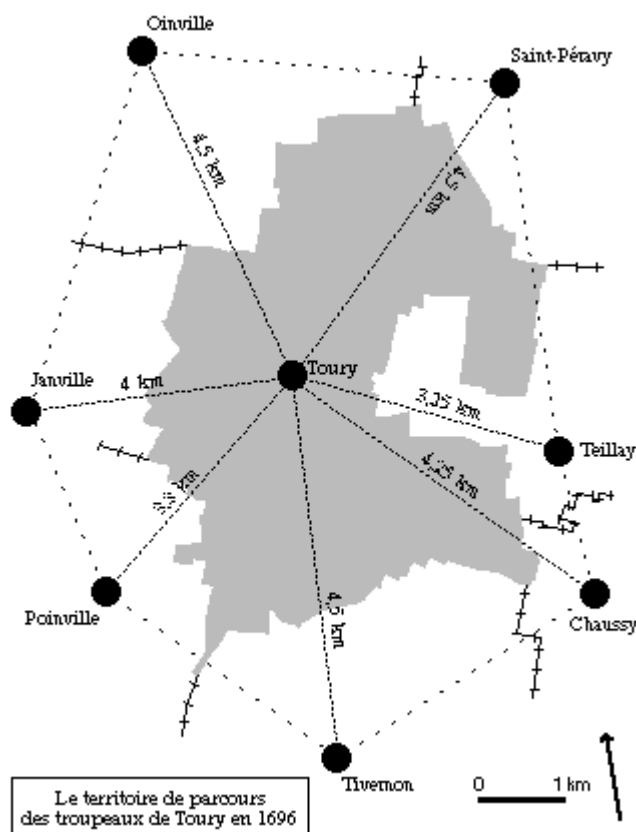 Oinville
Saint-Péravy
4,5 km
4,5 km
Toury
Janville
4 km
3,25 km
Teillay
4,25 km
km
Poinville
4,5 km
Chaussy
Tivernon
0 1 km
Le territoire de parcours
des troupeaux de Toury en 1696